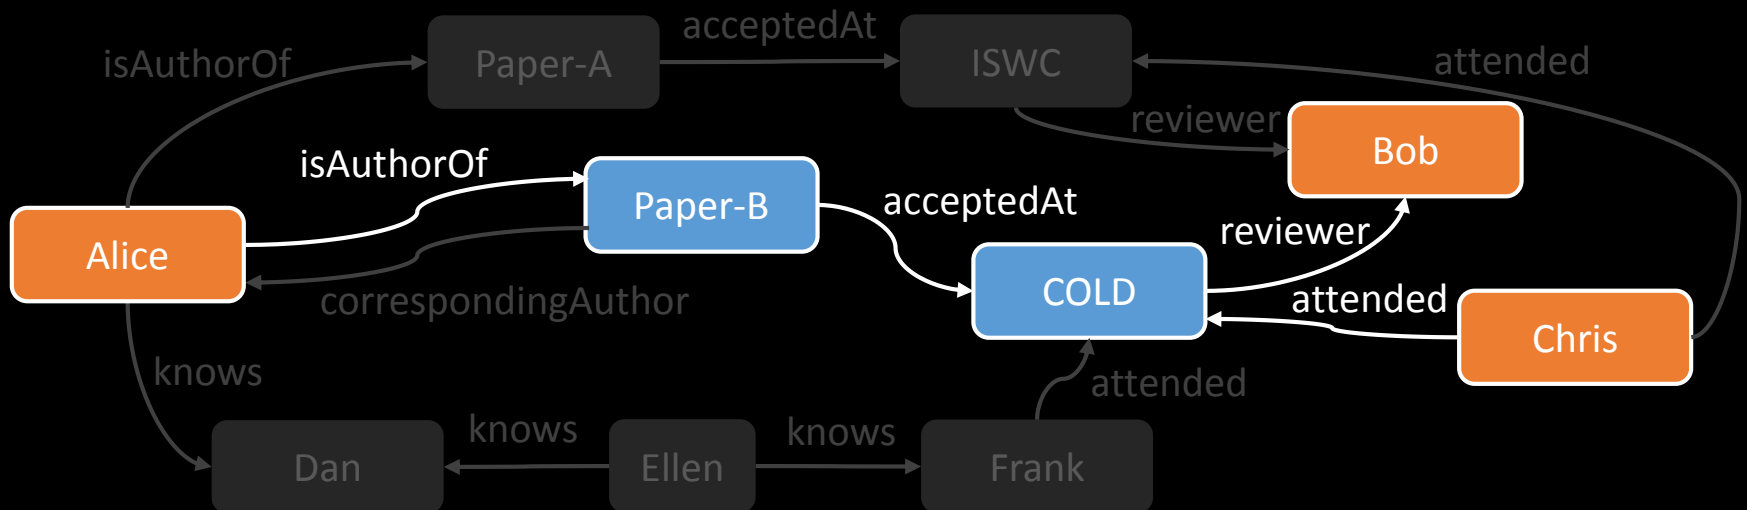 acceptedAt
isAuthorOf
Paper-A
ISWC
attended
reviewer
Bob
isAuthorOf
Paper-B
acceptedAt
reviewer
Alice
correspondingAuthor
COLD
attended
Chris
knows
attended
knows
knows
Dan
Ellen
Frank